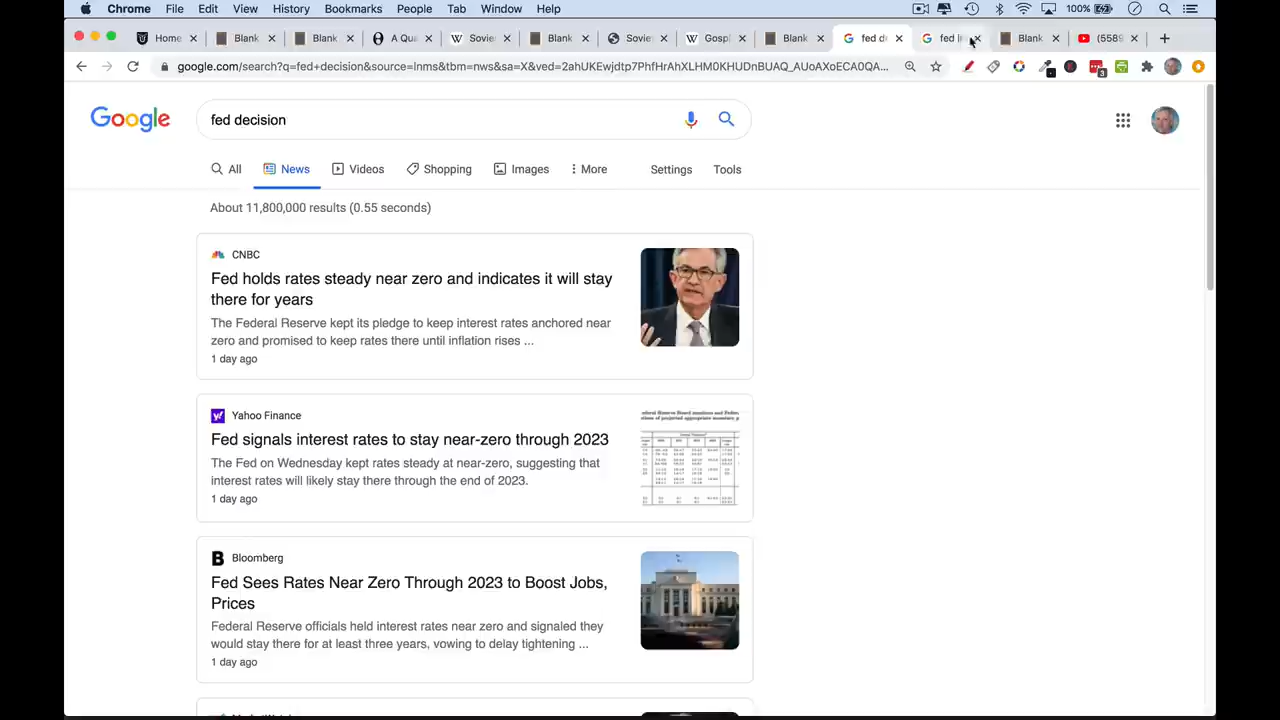 Chrome File Edit View History Bookmarks People Tab Window Help 100%
Home Blank Blank A Qua Wikipedia Sovie Blank Sovie Gospl Blank fed d Blank (5589
google.com/search?q=fed+decision&source=lnms&tbm=nws&sa=X&ved=2ahUKEwjdtp7PhfHrAhXLHM0KHUDnBUAQ_AUoAXoECA0QA...
3
Google
fed decision
All News Videos Shopping Images More Settings Tools
About 11,800,000 results (0.55 seconds)
CNBC
Fed holds rates steady near zero and indicates it will stay
there for years
The Federal Reserve kept its pledge to keep interest rates anchored near
zero and promised to keep rates there until inflation rises ...
1 day ago
Yahoo Finance
Fed signals interest rates to stay near-zero through 2023
The Fed on Wednesday kept rates steady at near-zero, suggesting that
interest rates will likely stay there through the end of 2023.
1 day ago
B Bloomberg
Fed Sees Rates Near Zero Through 2023 to Boost Jobs,
Prices
Federal Reserve officials held interest rates near zero and signaled they
would stay there for at least three years, vowing to delay tightening ...
1 day ago